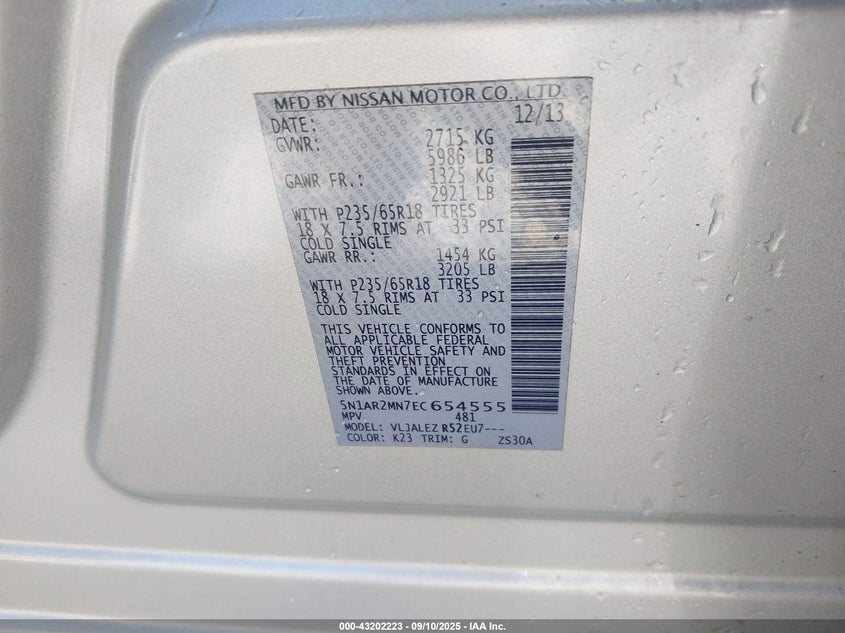 MFD BY NISSAN MOTOR CO., LTD.
DATE: 12/13
GVWR: 2715 KG
5986 LB
GAWR FR.: 1325 KG
2921 LB
WITH P235/65R18 TIRES
18 X 7.5 RIMS AT 33 PSI
COLD SINGLE
GAWR RR.: 1454 KG
3205 LB
WITH P235/65R18 TIRES
18 X 7.5 RIMS AT 33 PSI
COLD SINGLE
THIS VEHICLE CONFORMS TO
ALL APPLICABLE FEDERAL
MOTOR VEHICLE SAFETY AND
THEFT PREVENTION
STANDARDS IN EFFECT ON
THE DATE OF MANUFACTURE
SHOWN ABOVE.
5N1AR2MN7EC654555
MPV 481
MODEL: VLJALEZ R52EU7---
COLOR: K23 TRIM: G ZS30A
000-43202223 - 09/10/2025 - IAA Inc.